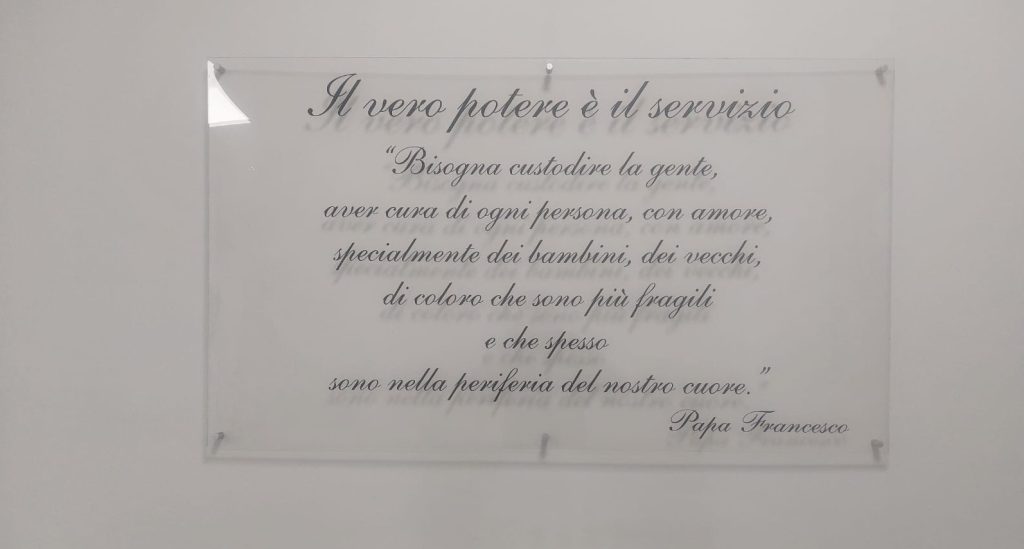 Il vero potere è il servizio
“Bisogna custodire la gente,
aver cura di ogni persona, con amore,
specialmente dei bambini, dei vecchi,
di coloro che sono più fragili
e che spesso
sono nella periferia del nostro cuore.”
Papa Francesco